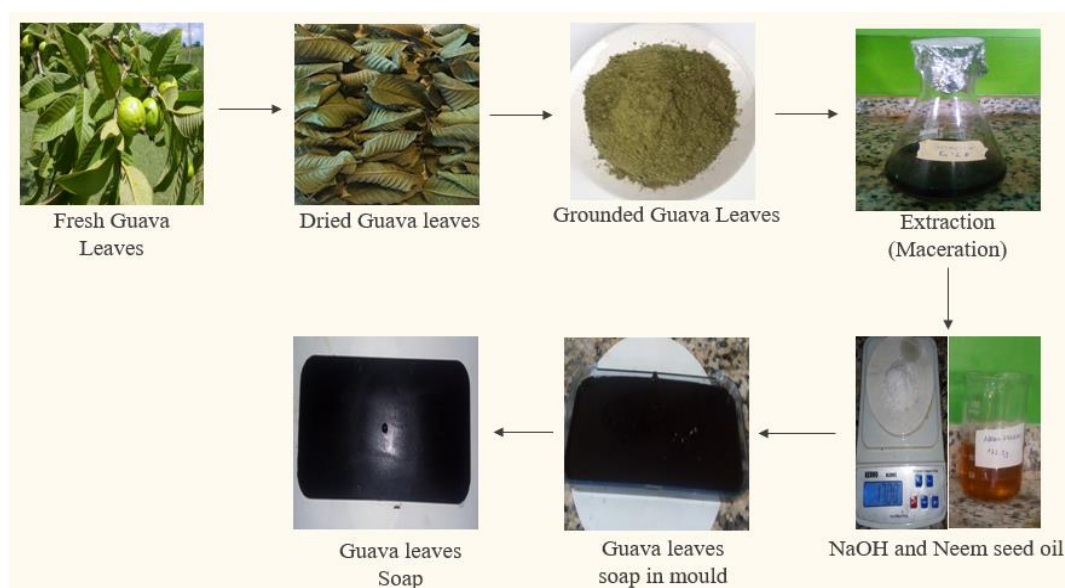 Fresh Guava
Leaves
Dried Guava leaves
Grounded Guava Leaves
Extraction
(Maceration)
NaOH and Neem seed oil
Guava leaves
soap in mould
Guava leaves
Soap